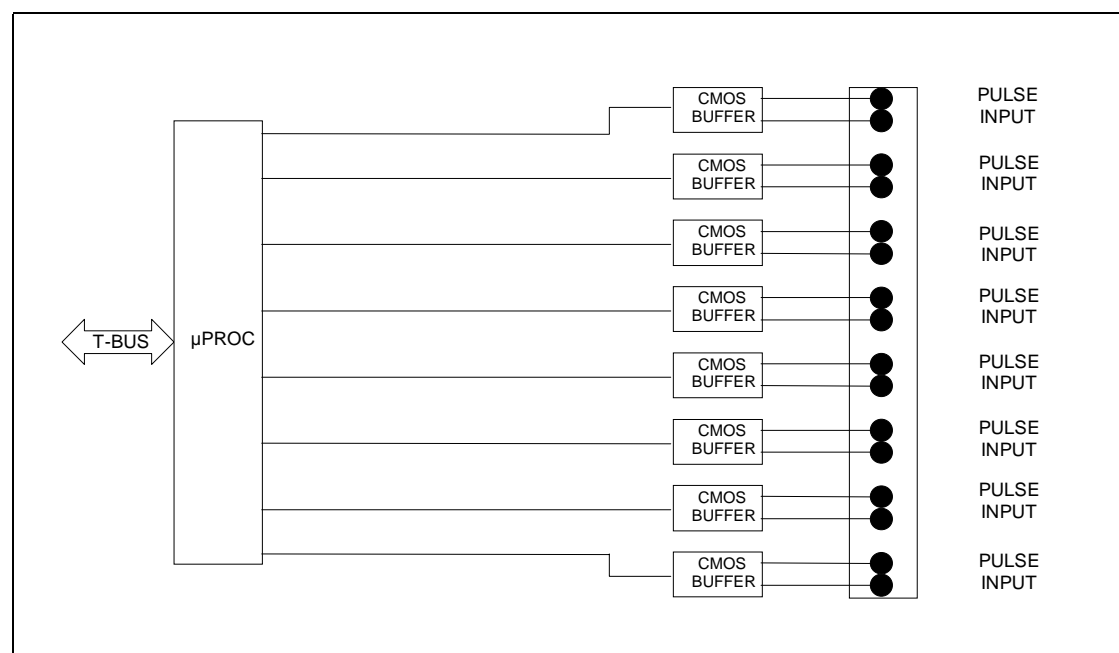 CMOS
BUFFER
PULSE
INPUT
CMOS
BUFFER
PULSE
INPUT
CMOS
BUFFER
PULSE
INPUT
CMOS
BUFFER
PULSE
INPUT
T-BUS
µPROC
CMOS
BUFFER
PULSE
INPUT
CMOS
BUFFER
PULSE
INPUT
CMOS
BUFFER
PULSE
INPUT
CMOS
BUFFER
PULSE
INPUT